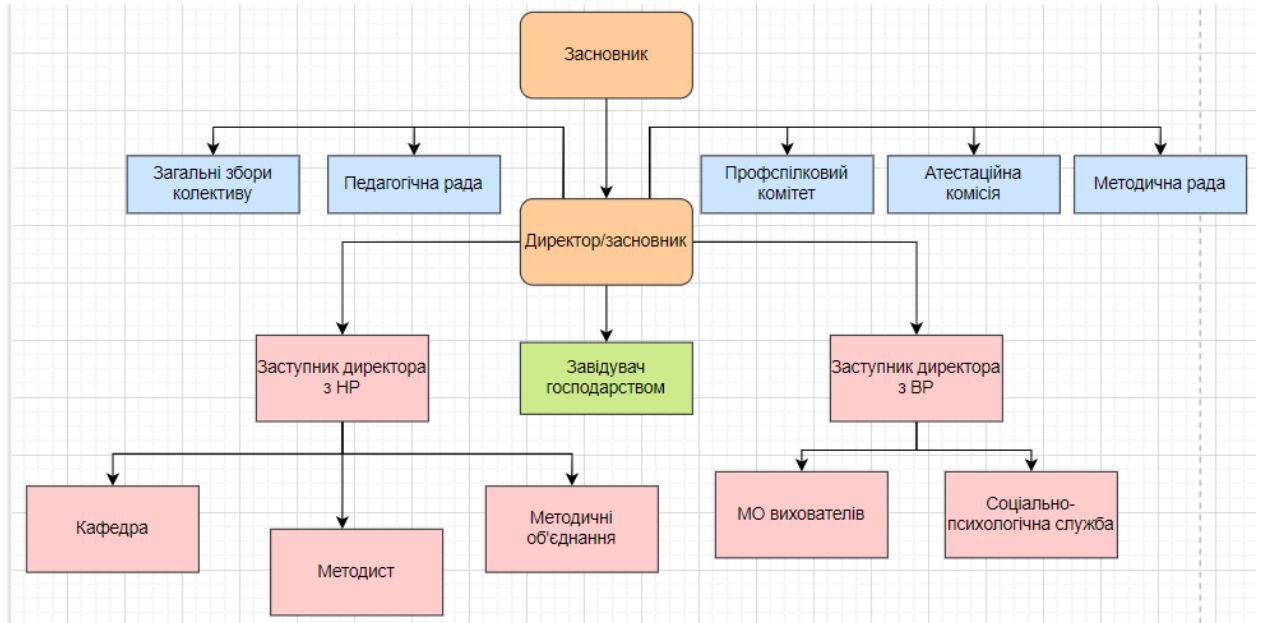 Засновник
Загальні збори
колективу
Педагогічна рада
Профспілковий
комітет
Атестаційна
комісія
Методична рада
Директор/засновник
Заступник директора
з НР
Завідувач
господарством
Заступник директора
з ВР
Кафедра
Методист
Методичні
об'єднання
МО вихователів
Соціально-
психологічна служба